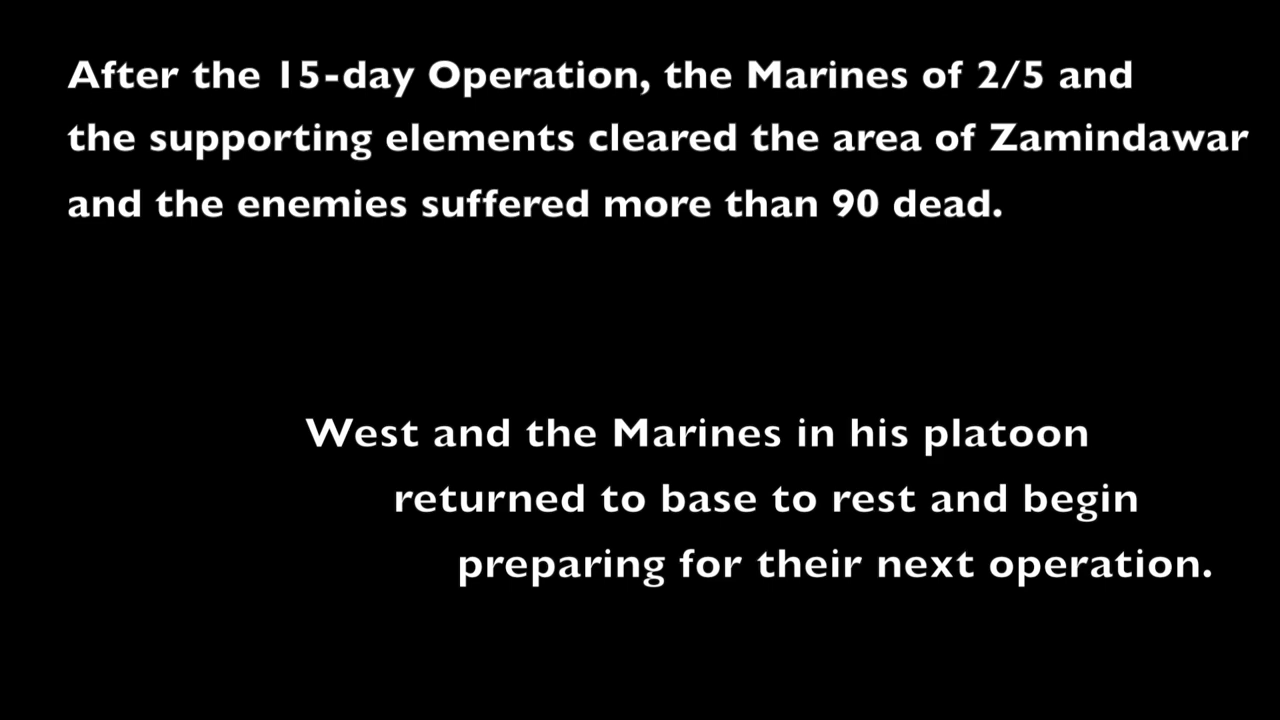 After the 15-day Operation, the Marines of 2/5 and
the supporting elements cleared the area of Zamindawar
and the enemies suffered more than 90 dead.
West and the Marines in his platoon
returned to base to rest and begin
preparing for their next operation.